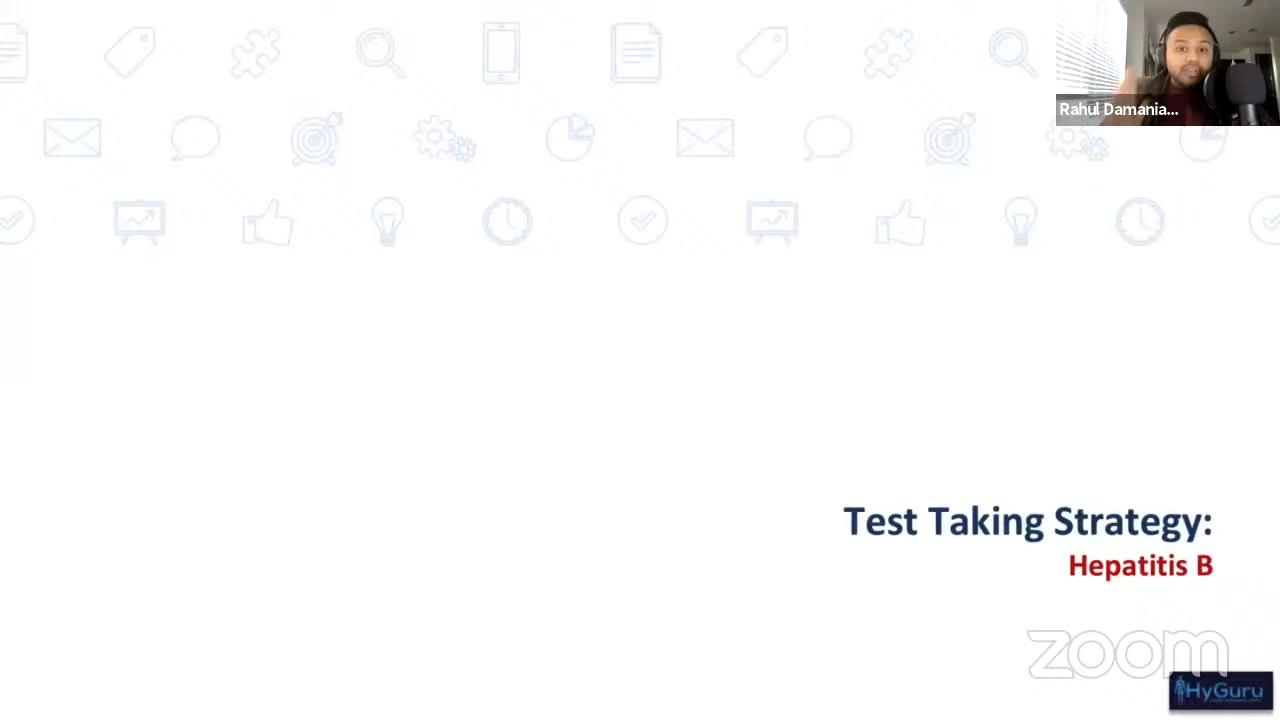 Rahul Damania...
Test Taking Strategy:
Hepatitis B
zoom
HyGuru